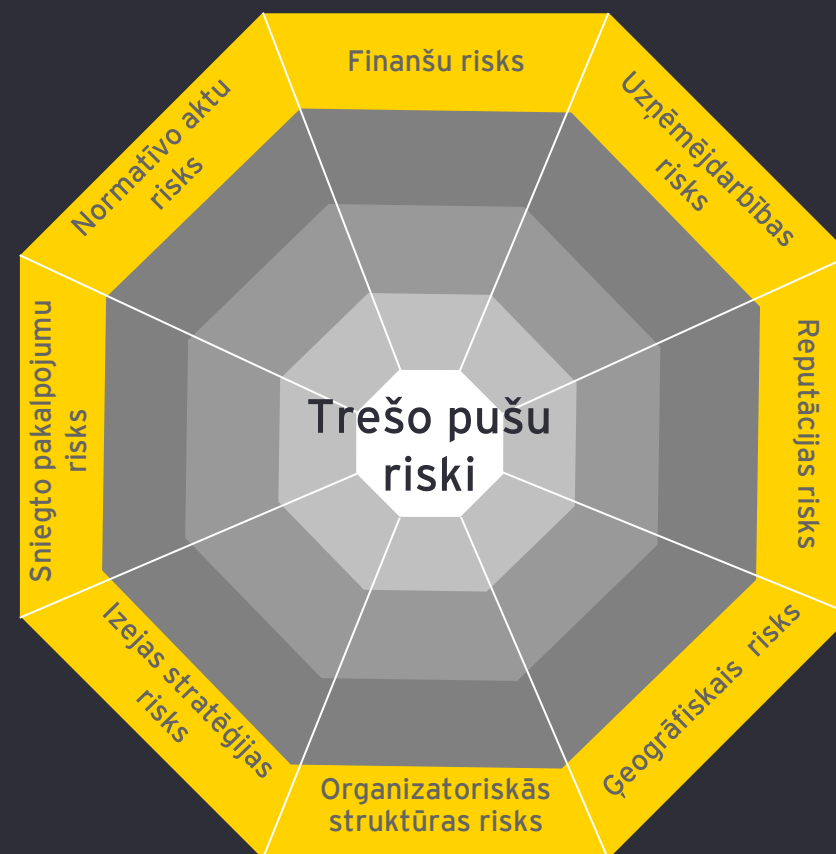 Finanšu risks
Uzņēmējdarbības
risks
Reputācijas risks
Ģeogrāfiskais risks
Organizatoriskās
struktūras risks
Izejas stratēģijas
risks
Sniegto pakalpojumu
risks
Normatīvo aktu
risks
Trešo pušu
riski